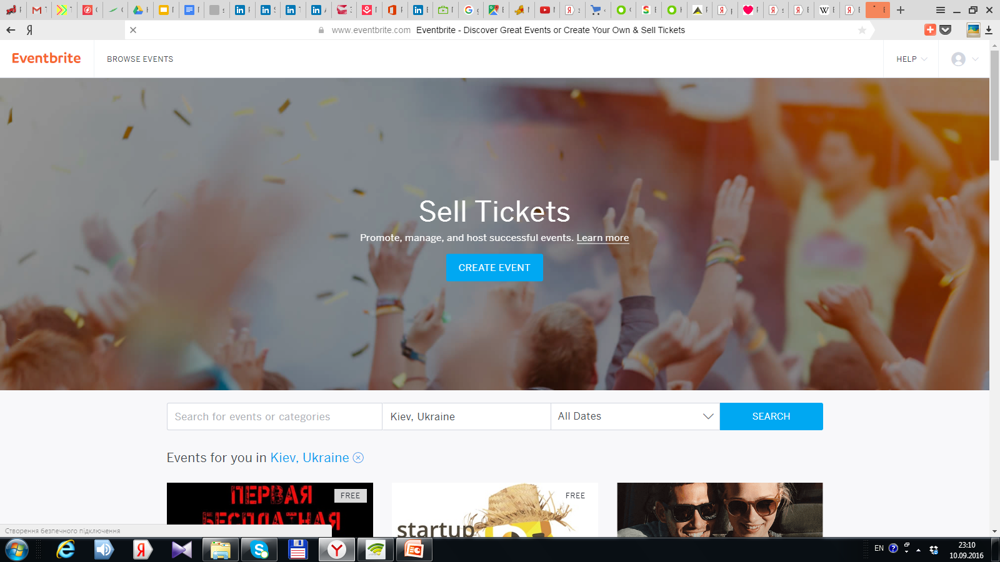 www.eventbrite.com Eventbrite - Discover Great Events or Create Your Own & Sell Tickets
Eventbrite BROWSE EVENTS HELP
Sell Tickets
Promote, manage, and host successful events. Learn more
CREATE EVENT
Search for events or categories Kiev, Ukraine All Dates SEARCH
Events for you in Kiev, Ukraine
ПЕРВАЯ FREE FREE
БЕСПЛАТНАЯ
startup
Створення безпечного підключення
EN 23:10
10.09.2016